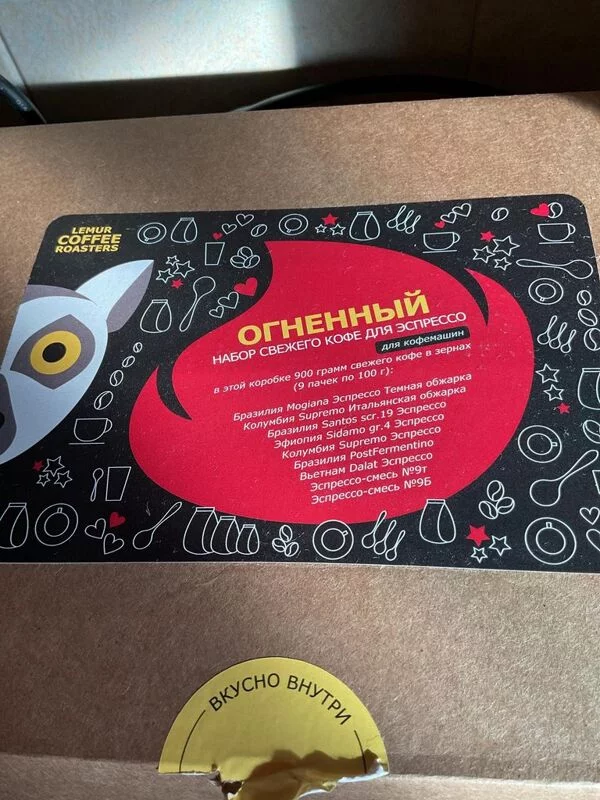 LEMUR
COFFEE
ROASTERS
ОГНЕННЫЙ
НАБОР СВЕЖЕГО КОФЕ ДЛЯ ЭСПРЕССО
для кофемашин
в этой коробке 900 грамм свежего кофе в зернах
(9 пачек по 100 г):
Бразилия Mogiana Эспрессо Темная обжарка
Колумбия Supremo Итальянская обжарка
Бразилия Santos scr.19 Эспрессо
Эфиопия Sidamo gr.4 Эспрессо
Колумбия Supremo Эспрессо
Бразилия PostFermentino
Вьетнам Dalat Эспрессо
Эспрессо-смесь №9т
Эспрессо-смесь №9Б
ВКУСНО ВНУТРИ